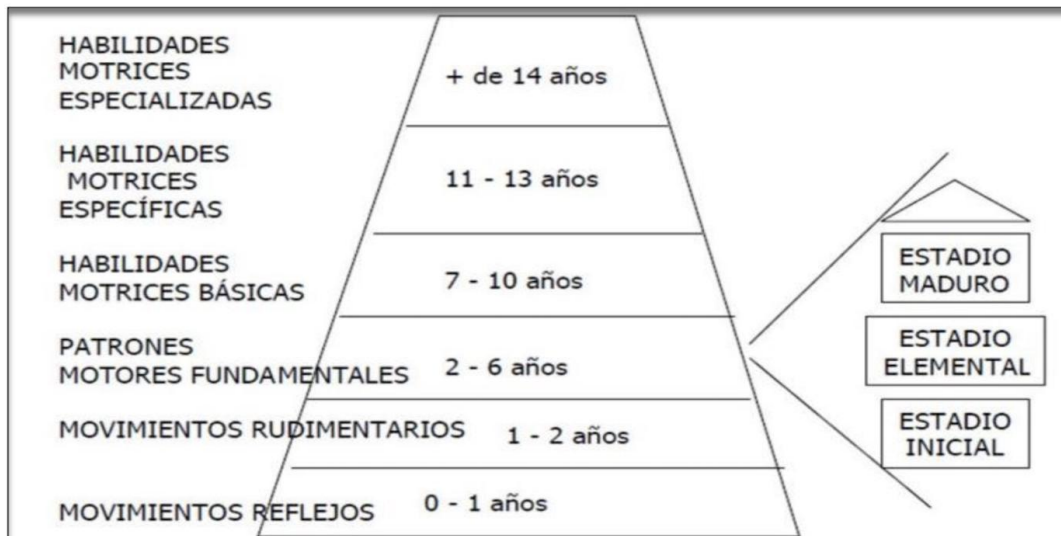 HABILIDADES
MOTRICES
ESPECIALIZADAS
+ de 14 años
HABILIDADES
MOTRICES
ESPECÍFICAS
11 - 13 años
HABILIDADES
MOTRICES BÁSICAS
7 - 10 años
PATRONES
MOTORES FUNDAMENTALES
2 - 6 años
MOVIMIENTOS RUDIMENTARIOS
1 - 2 años
MOVIMIENTOS REFLEJOS
0 - 1 años
ESTADIO
MADURO
ESTADIO
ELEMENTAL
ESTADIO
INICIAL